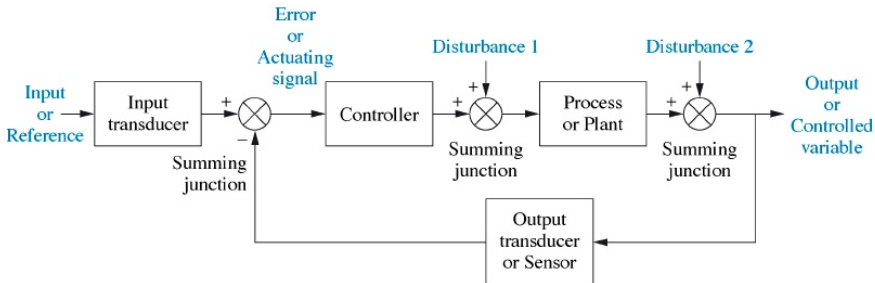 Error
or
Actuating
signal
Disturbance 1
Disturbance 2
Input
or
Reference
Input
transducer
+
−
Summing
junction
Controller
+
+
Summing
junction
Process
or Plant
+
+
Summing
junction
Output
or
Controlled
variable
Output
transducer
or Sensor